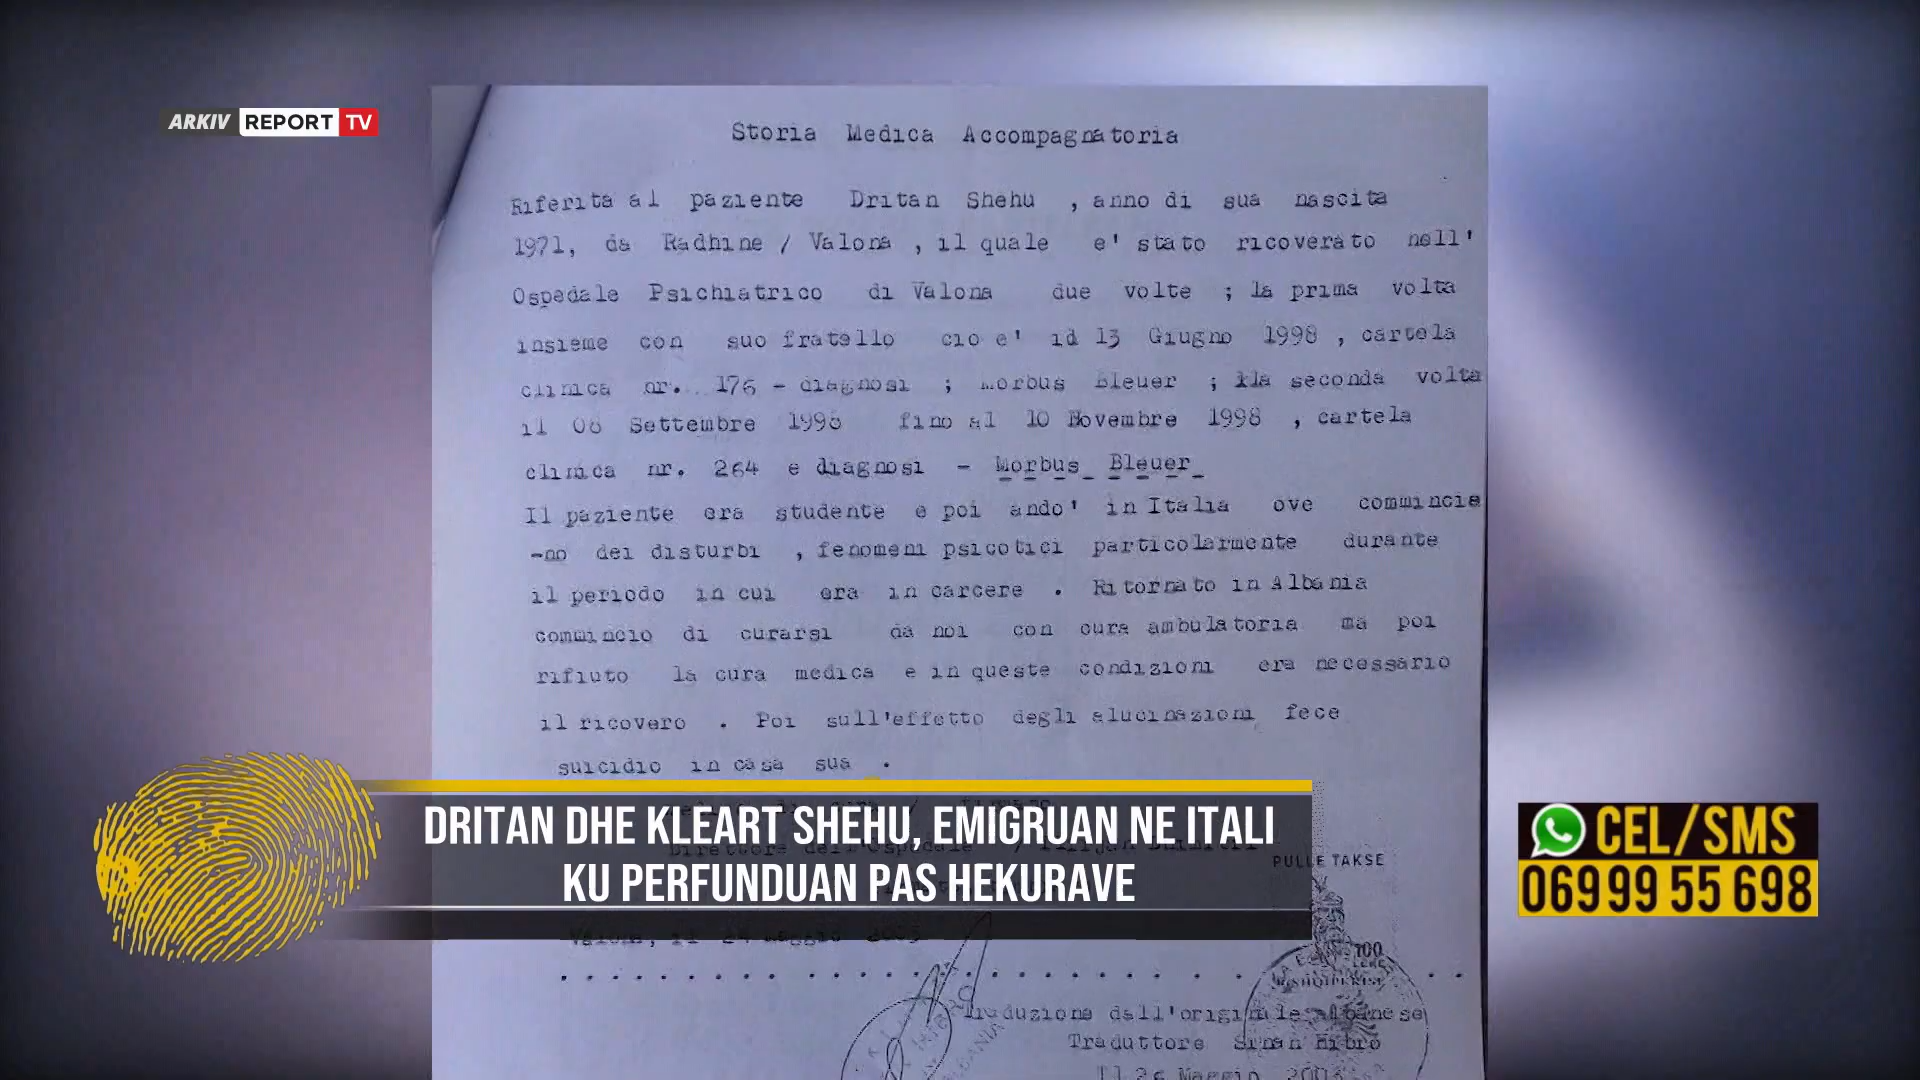 ARKIV REPORT TV
Storia Medica Accompagnatoria
Riferita al paziente Dritan Shehu , anno di sua nascita
1971, da Radhine / Valona , il quale e' stato ricoverato nell'
Ospedale Psichiatrico di Valona due volte ; la prima volta
insieme con suo fratello cio e' id 13 Giugno 1998 , cartela
clinica nr. 176 - diagnosi ; Morbus Bleuer ; la seconda volta
il 08 Settembre 1998 fino al 10 Novembre 1998 , cartela
clinica nr. 264 e diagnosi - Morbus Bleuer
Il paziente era studente e poi ando' in Italia ove commincia
-no dei disturbi , fenomeni psicotici particolarmente durante
il periodo in cui era in carcere . Ritornato in Albania
commincio di curarsi da noi con cura ambulatoria ma poi
rifiuto la cura medica e in queste condizioni era necessario
il ricovero . Poi sull'effetto degli alucinazioni fece
suicidio in casa sua .
DRITAN DHE KLEART SHEHU, EMIGRUAN NE ITALI
KU PERFUNDUAN PAS HEKURAVE
CEL/SMS
069 99 55 698
PULLE TAKSE
100
Traduzione dall'originale albanese
Traduttore
Il 26 Maggio